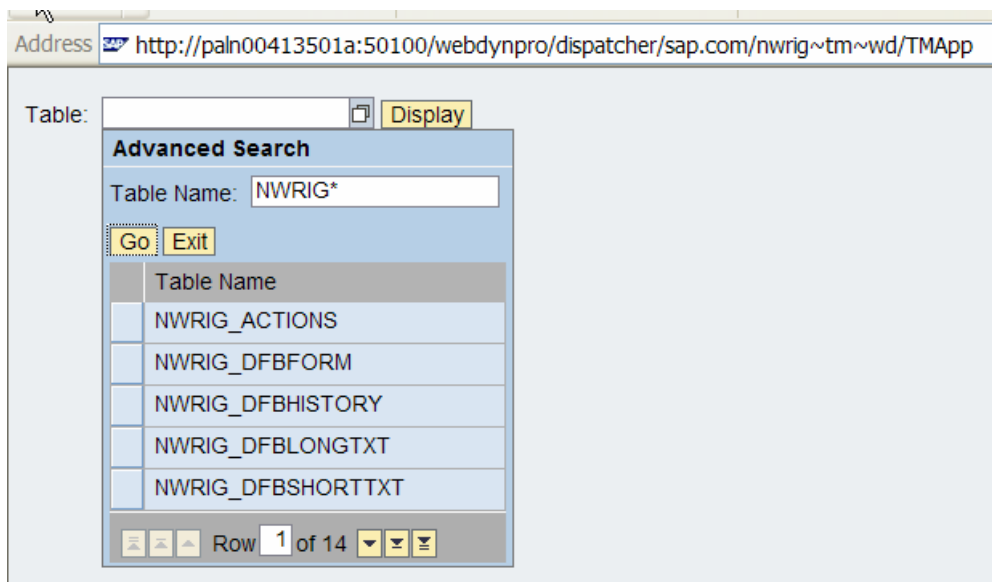 Address SAP http://paln00413501a:50100/webdynpro/dispatcher/sap.com/nwrig~tm~wd/TMApp
Table: Display
Advanced Search
Table Name: NWRIG*
Go Exit
Table Name
NWRIG_ACTIONS
NWRIG_DFBFORM
NWRIG_DFBHISTORY
NWRIG_DFBLONGTXT
NWRIG_DFBSHORTTXT
Row 1 of 14